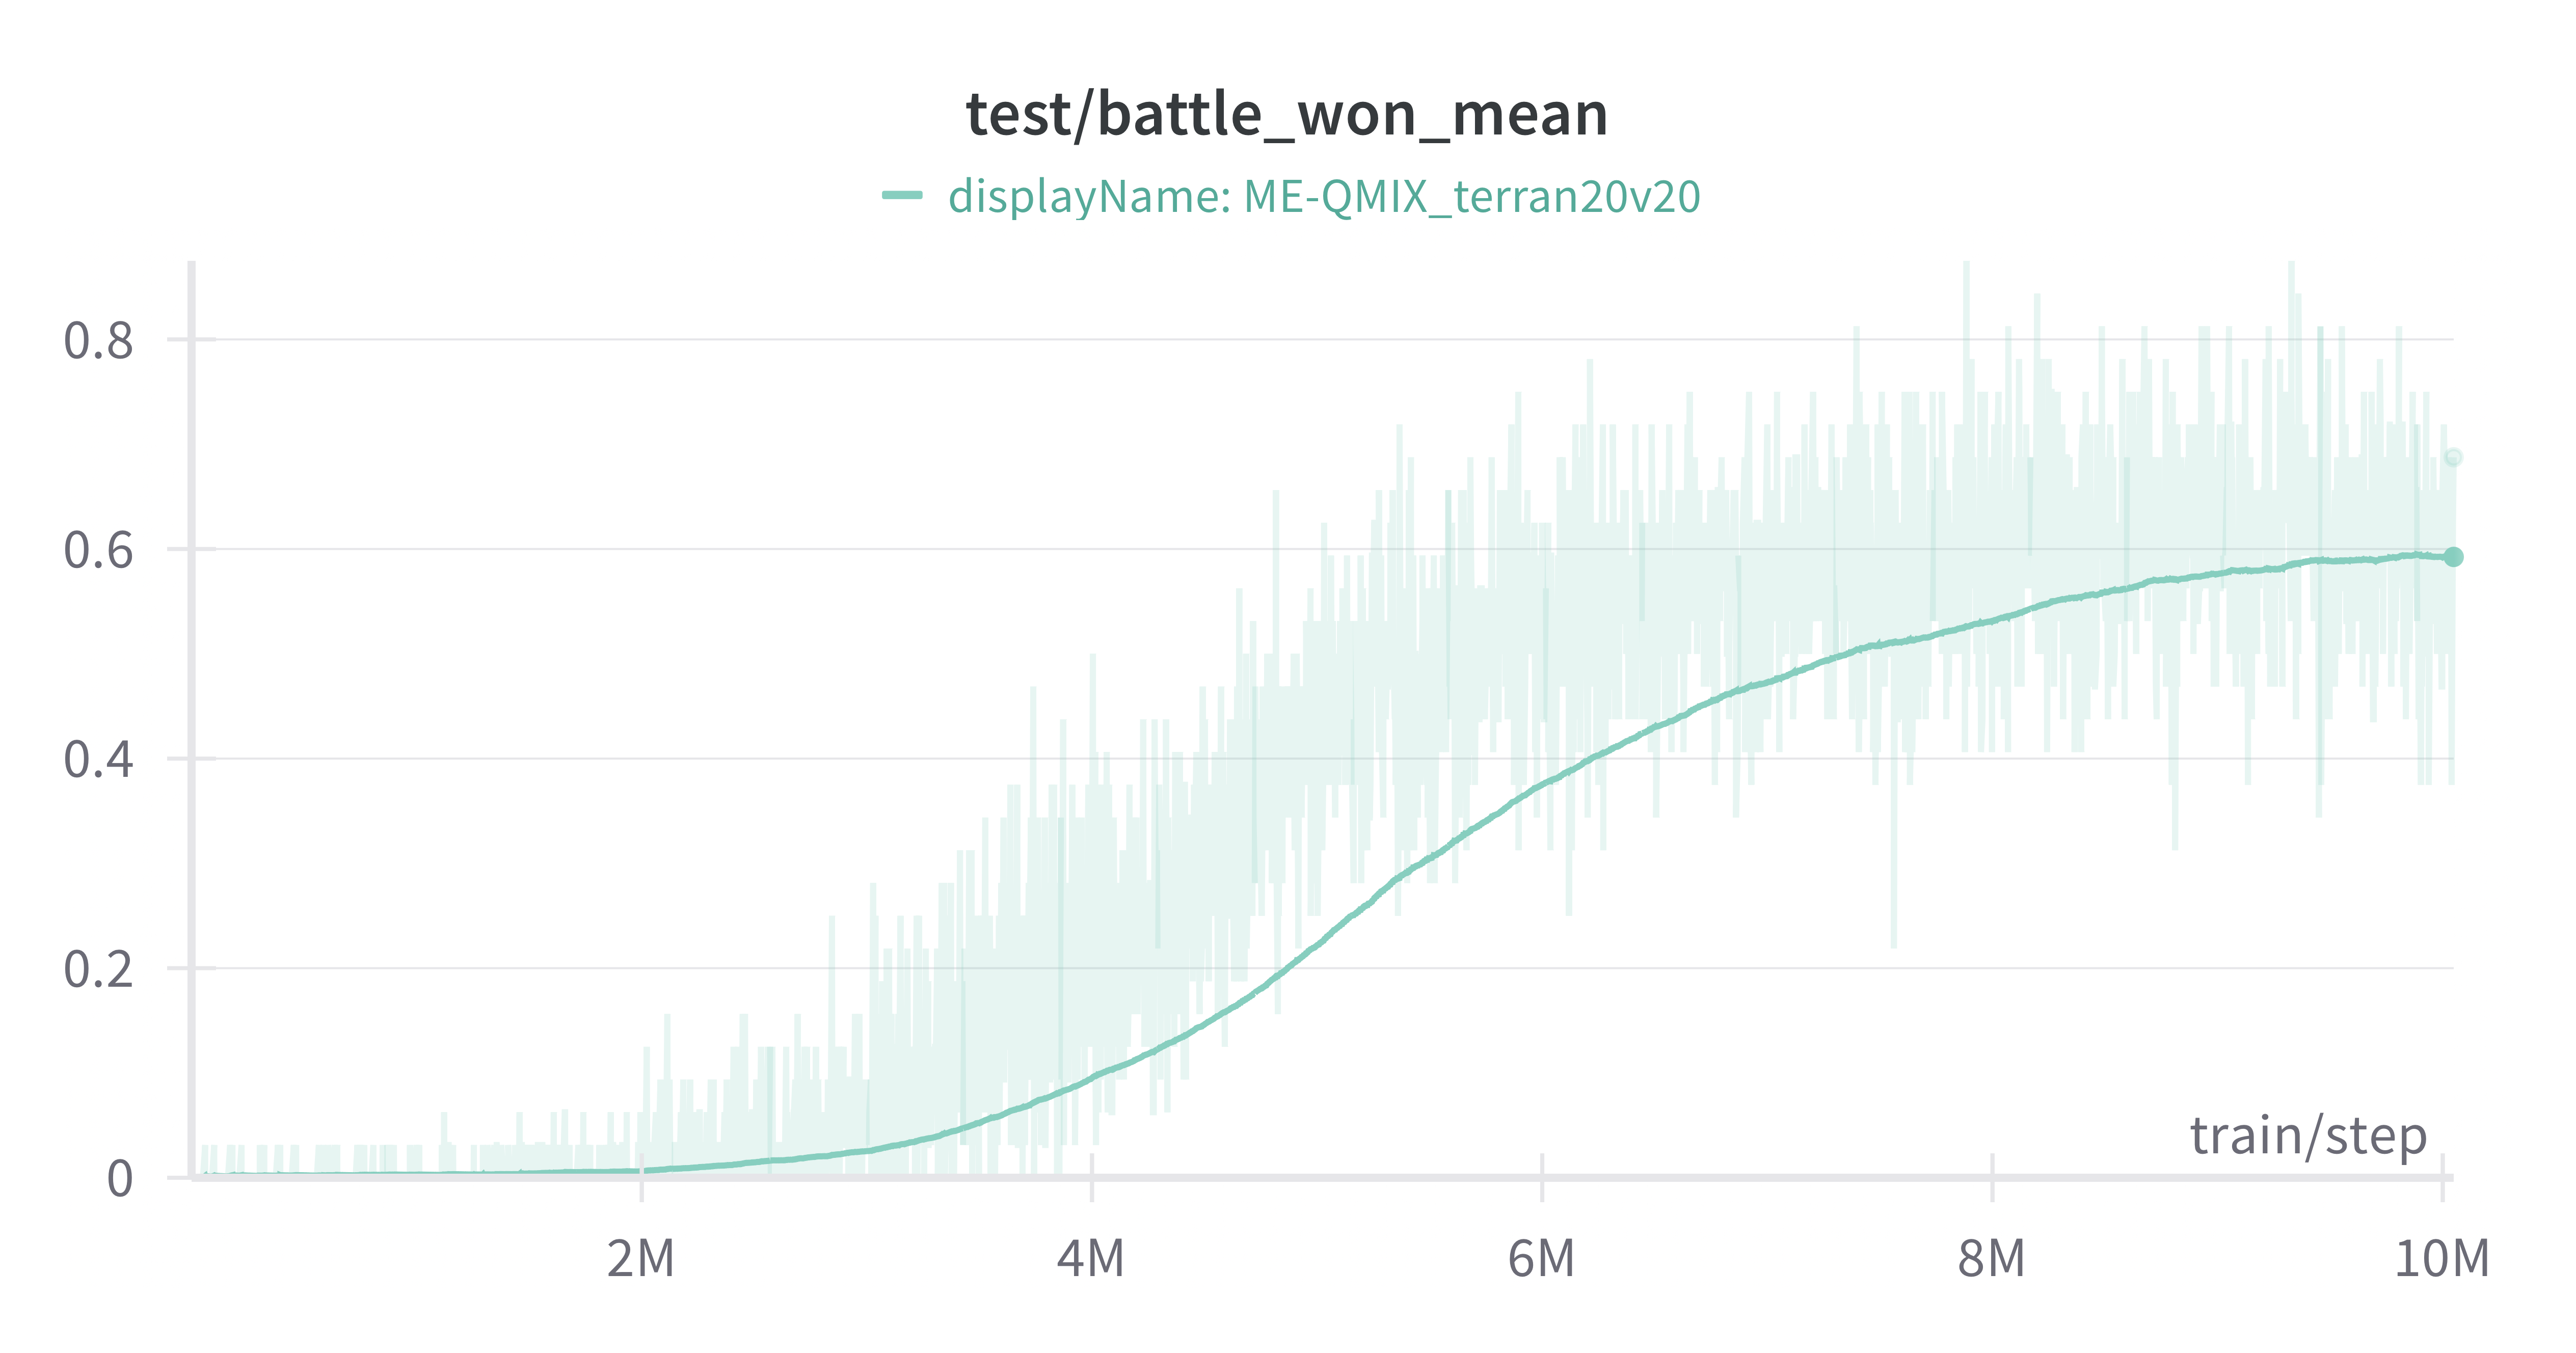 test/battle_won_mean
displayName: ME-QMIX_terran20v20
0.8
0.6
0.4
0.2
0
train/step
2M 4M 6M 8M 10M